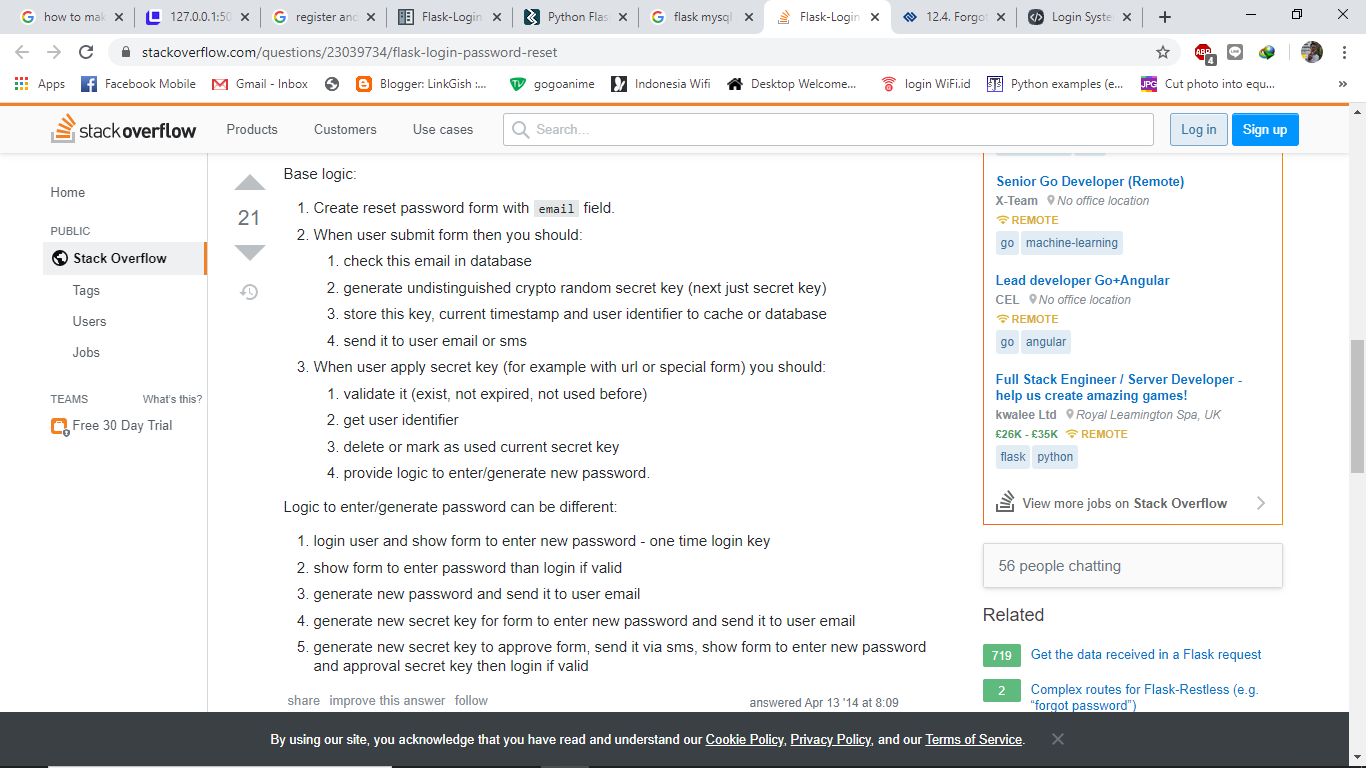 how to mak
127.0.0.1:50
register and
Flask-Login
Python Flas
flask mysql
Flask-Login
12.4. Forgot
Login Syste
stackoverflow.com/questions/23039734/flask-login-password-reset
ABP
4
Apps
Facebook Mobile
Gmail - Inbox
Blogger: LinkGish :...
gogoanime
Indonesia Wifi
Desktop Welcome...
login WiFi.id
Python examples (e...
JPG
Cut photo into equ...
»
stackoverflow
Products
Customers
Use cases
Search...
Log in
Sign up
Home
PUBLIC
Stack Overflow
Tags
Users
Jobs
TEAMS
What's this?
Free 30 Day Trial
21
Base logic:
1. Create reset password form with email field.
2. When user submit form then you should:
1. check this email in database
2. generate undistinguished crypto random secret key (next just secret key)
3. store this key, current timestamp and user identifier to cache or database
4. send it to user email or sms
3. When user apply secret key (for example with url or special form) you should:
1. validate it (exist, not expired, not used before)
2. get user identifier
3. delete or mark as used current secret key
4. provide logic to enter/generate new password.
Logic to enter/generate password can be different:
1. login user and show form to enter new password - one time login key
2. show form to enter password than login if valid
3. generate new password and send it to user email
4. generate new secret key for form to enter new password and send it to user email
5. generate new secret key to approve form, send it via sms, show form to enter new password
and approval secret key then login if valid
share improve this answer follow
answered Apr 13 '14 at 8:09
Senior Go Developer (Remote)
X-Team No office location
REMOTE
go machine-learning
Lead developer Go+Angular
CEL No office location
REMOTE
go angular
Full Stack Engineer / Server Developer -
help us create amazing games!
kwalee Ltd Royal Leamington Spa, UK
£26K - £35K REMOTE
flask python
View more jobs on Stack Overflow
56 people chatting
Related
719 Get the data received in a Flask request
2 Complex routes for Flask-Restless (e.g.
“forgot password”)
By using our site, you acknowledge that you have read and understand our Cookie Policy, Privacy Policy, and our Terms of Service.